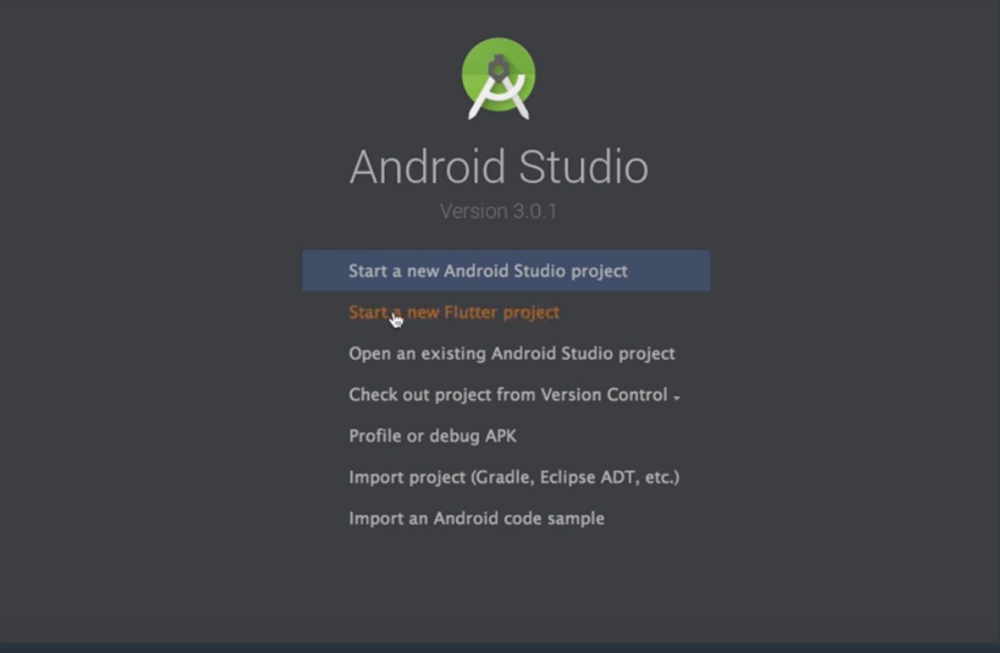 Android Studio
Version 3.0.1
Start a new Android Studio project
Start a new Flutter project
Open an existing Android Studio project
Check out project from Version Control
Profile or debug APK
Import project (Gradle, Eclipse ADT, etc.)
Import an Android code sample